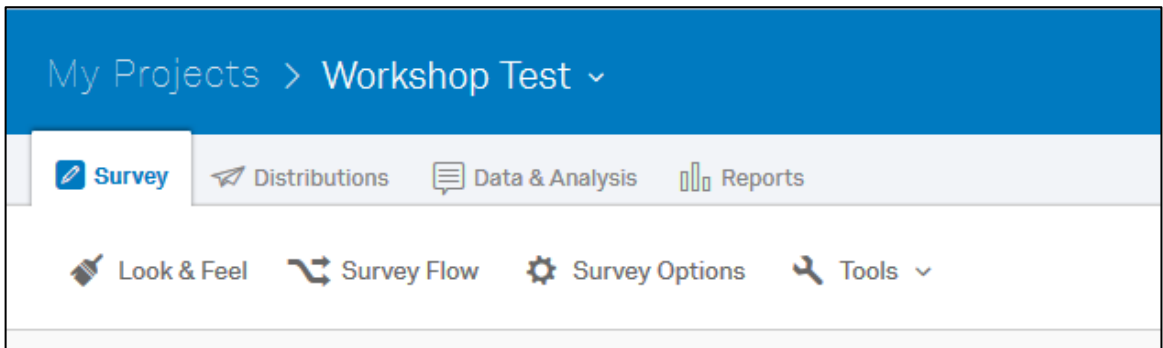 My Projects > Workshop Test
Survey Distributions Data & Analysis Reports
Look & Feel Survey Flow Survey Options Tools